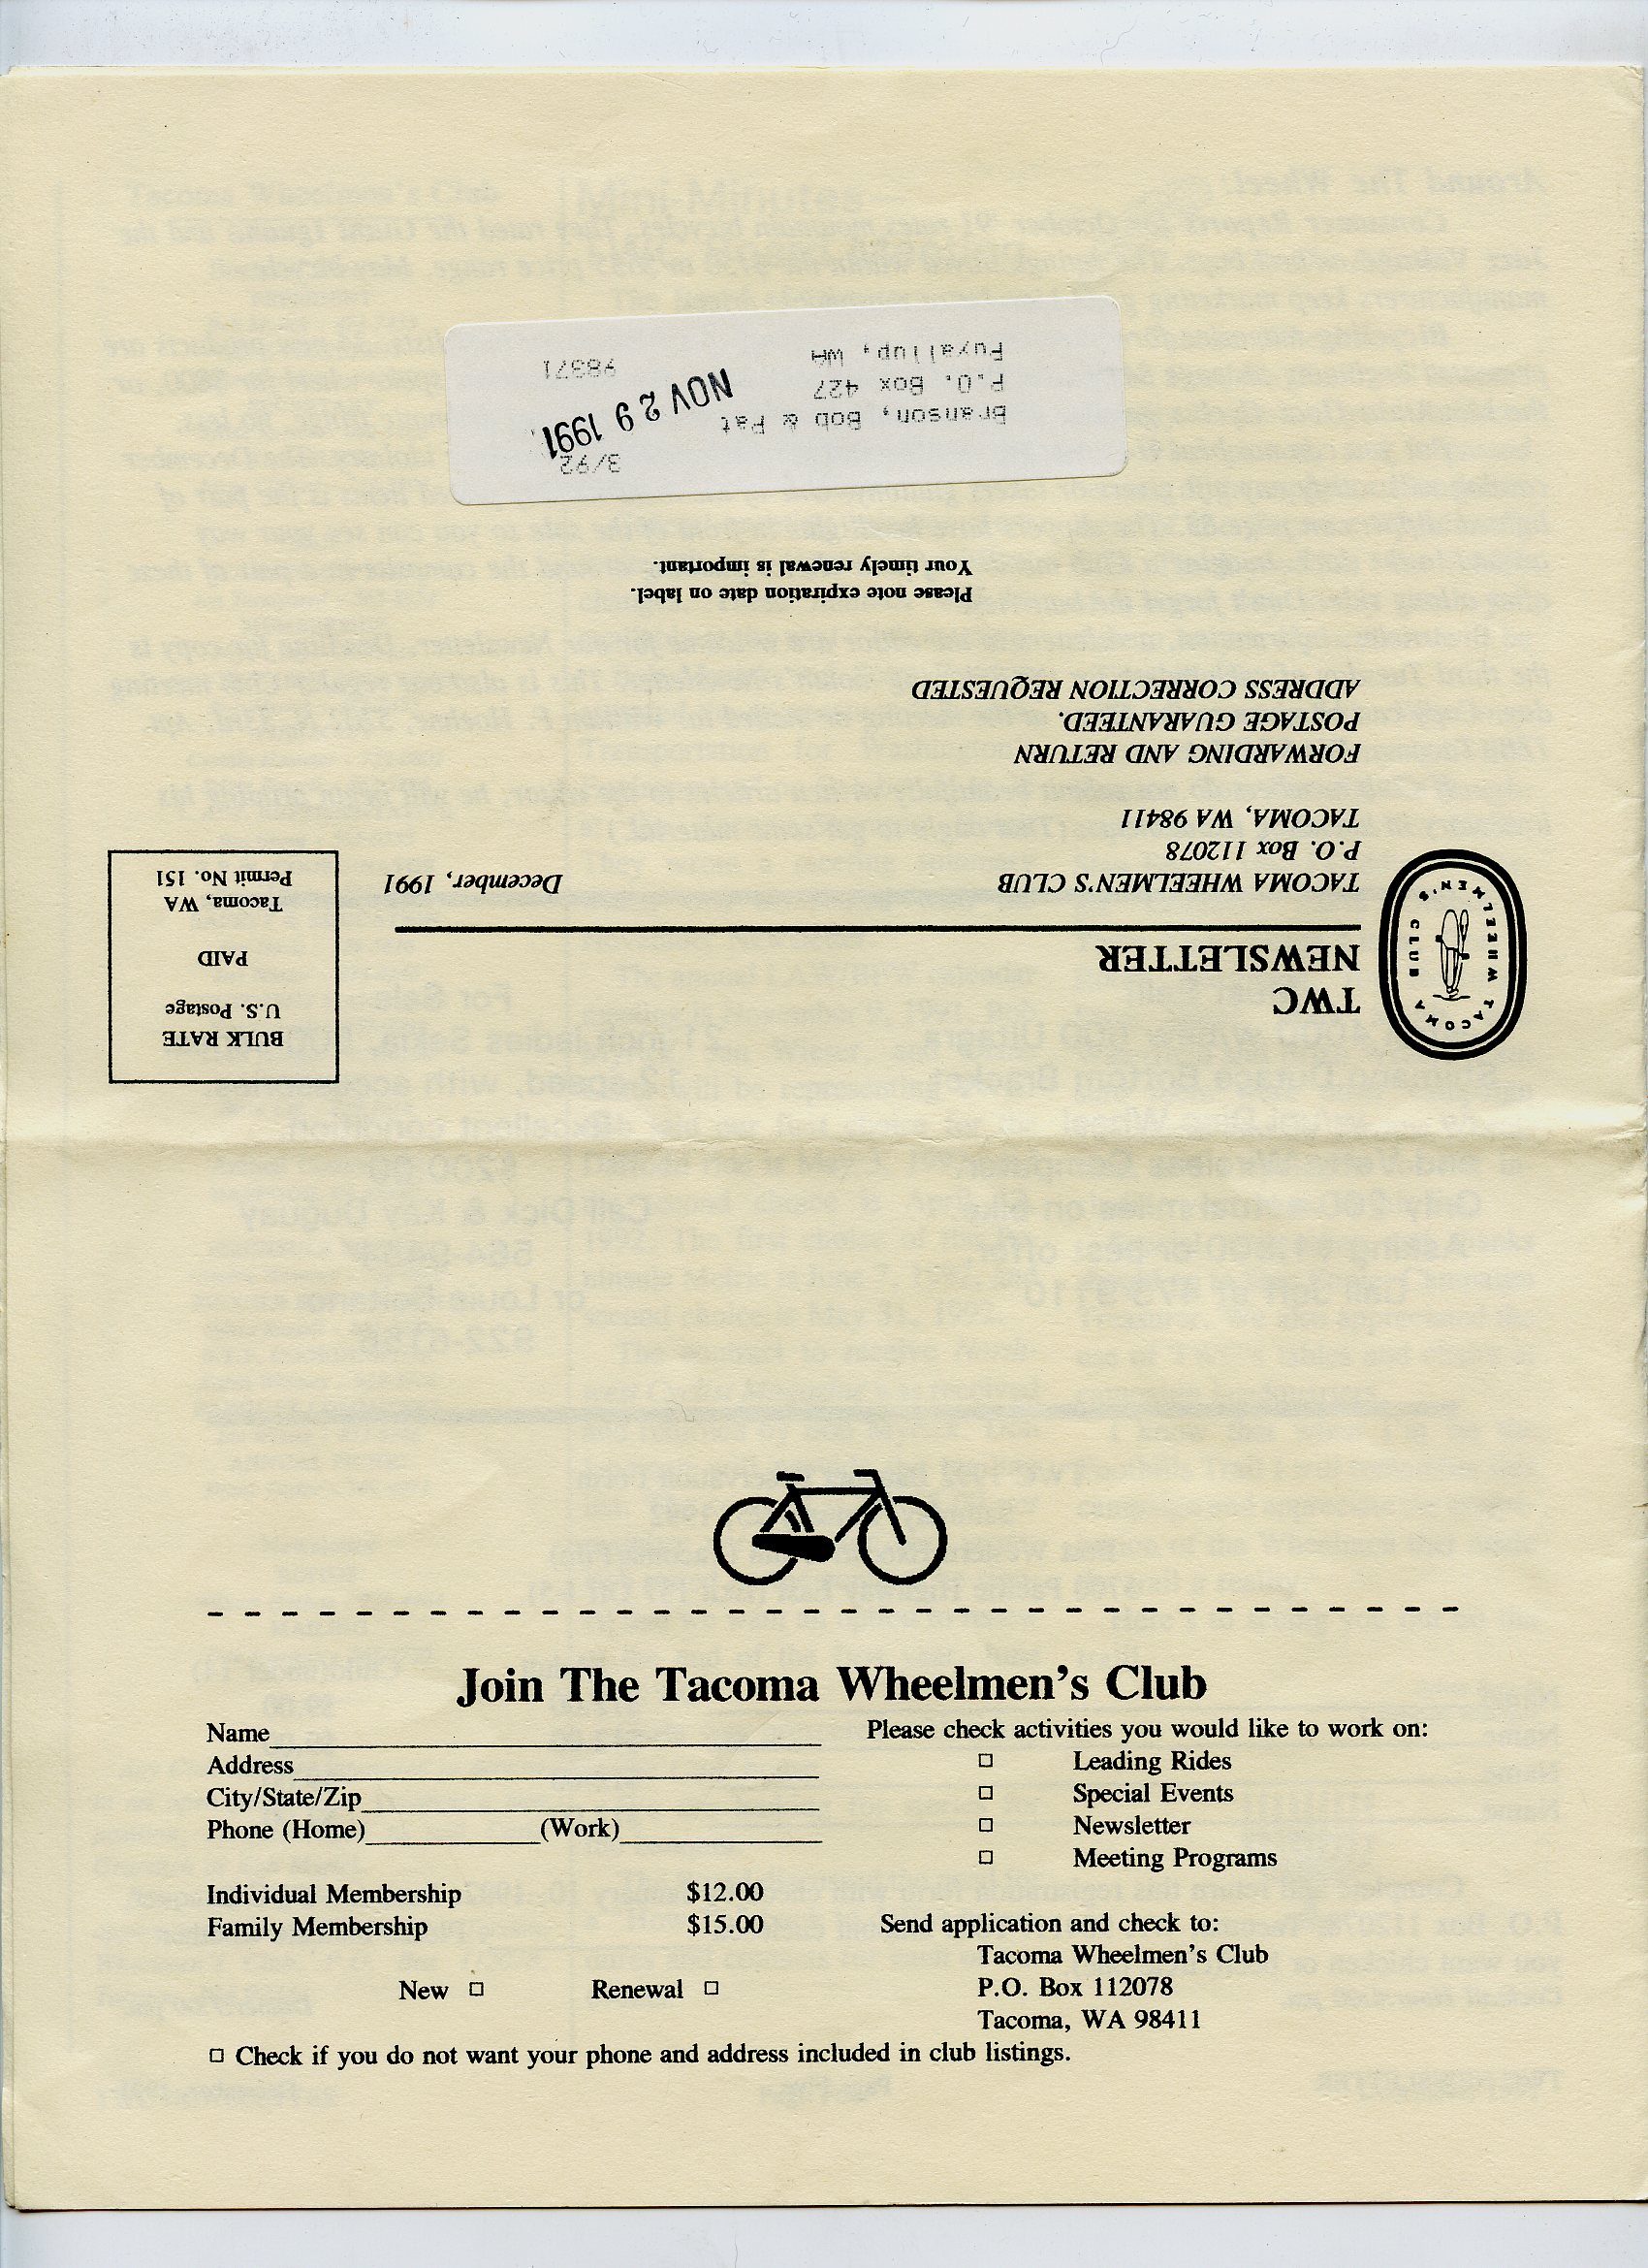 TWC
NEWSLETTER
TACOMA WHEELMEN'S CLUB
P.O. Box 112078
TACOMA, WA 98411
December, 1991
FORWARDING AND RETURN
POSTAGE GUARANTEED.
ADDRESS CORRECTION REQUESTED
TACOMA WHEELMEN'S CLUB
BULK RATE
U.S. Postage
PAID
Tacoma, WA
Permit No. 151
Please note expiration date on label.
Your timely renewal is important.
3/92
Branson, Bob & Pat
P.O. Box 427
Puyallup, WA 98371
NOV 29 1991
Join The Tacoma Wheelmen's Club
Name
Address
City/State/Zip
Phone (Home) (Work)
Individual Membership $12.00
Family Membership $15.00
New □ Renewal □
□ Check if you do not want your phone and address included in club listings.
Please check activities you would like to work on:
□ Leading Rides
□ Special Events
□ Newsletter
□ Meeting Programs
Send application and check to:
Tacoma Wheelmen's Club
P.O. Box 112078
Tacoma, WA 98411